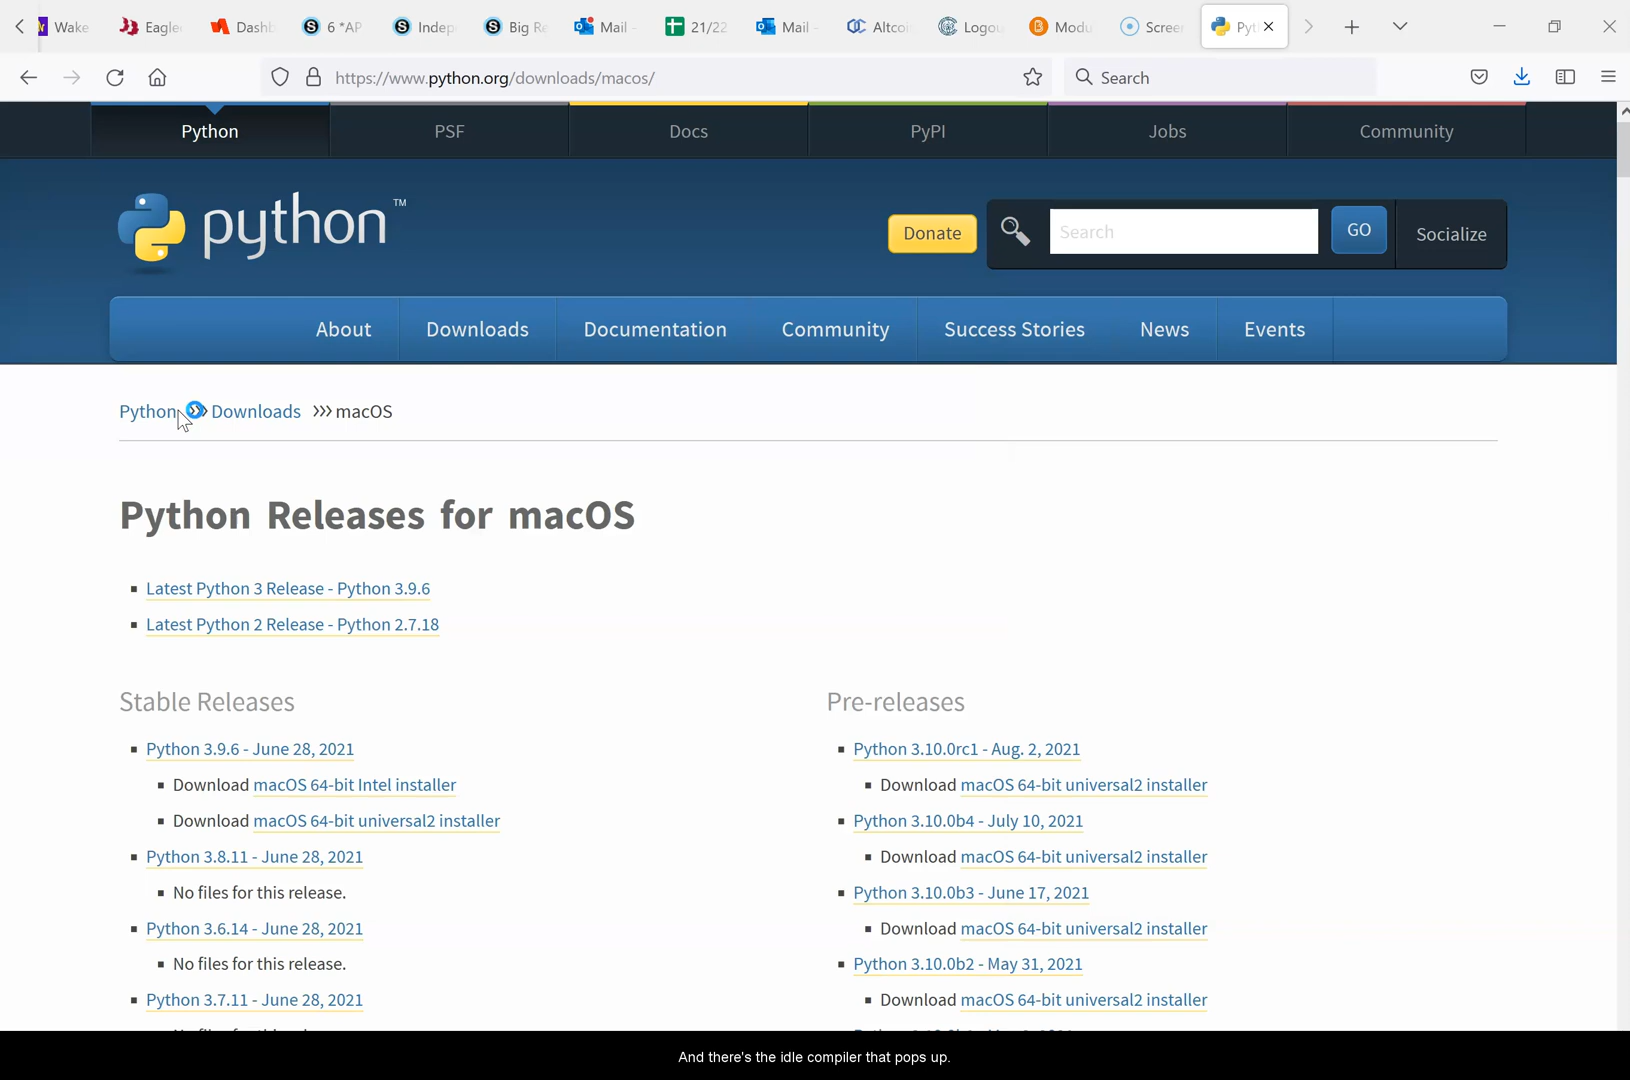 Wake Eagle Dashb 6 *AP Indep Big Re Mail - 21/22 Mail - Altcoi Logou Modu Scree Pyt
https://www.python.org/downloads/macos/ Search
Python PSF Docs PyPI Jobs Community
python TM Donate Search GO Socialize
About Downloads Documentation Community Success Stories News Events
Python >>> Downloads >>> macOS
Python Releases for macOS
Latest Python 3 Release - Python 3.9.6
Latest Python 2 Release - Python 2.7.18
Stable Releases
Python 3.9.6 - June 28, 2021
Download macOS 64-bit Intel installer
Download macOS 64-bit universal2 installer
Python 3.8.11 - June 28, 2021
No files for this release.
Python 3.6.14 - June 28, 2021
No files for this release.
Python 3.7.11 - June 28, 2021
Pre-releases
Python 3.10.0rc1 - Aug. 2, 2021
Download macOS 64-bit universal2 installer
Python 3.10.0b4 - July 10, 2021
Download macOS 64-bit universal2 installer
Python 3.10.0b3 - June 17, 2021
Download macOS 64-bit universal2 installer
Python 3.10.0b2 - May 31, 2021
Download macOS 64-bit universal2 installer
And there's the idle compiler that pops up.